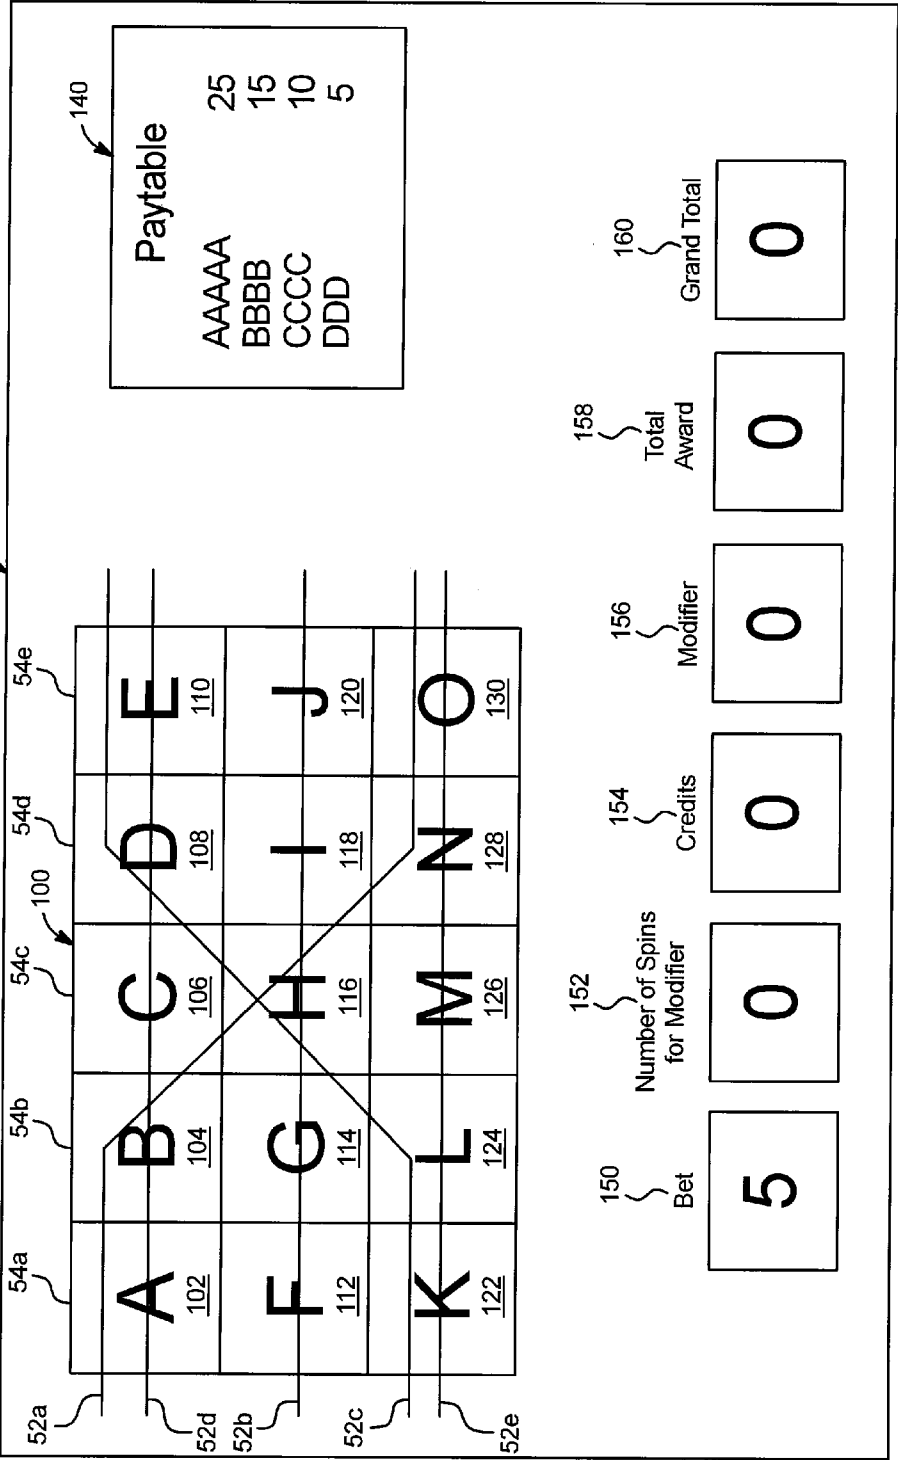 54a 54b 54c 100 54d 54e
52a
52d
A B C D E
102 104 106 108 110
52b
F G H I J
112 114 116 118 120
52c
52e
K L M N O
122 124 126 128 130
140
Paytable
AAAAA 25
BBBB 15
CCCC 10
DDD 5
150
Bet
5
152
Number of Spins
for Modifier
0
154
Credits
0
156
Modifier
0
158
Total
Award
0
160
Grand Total
0